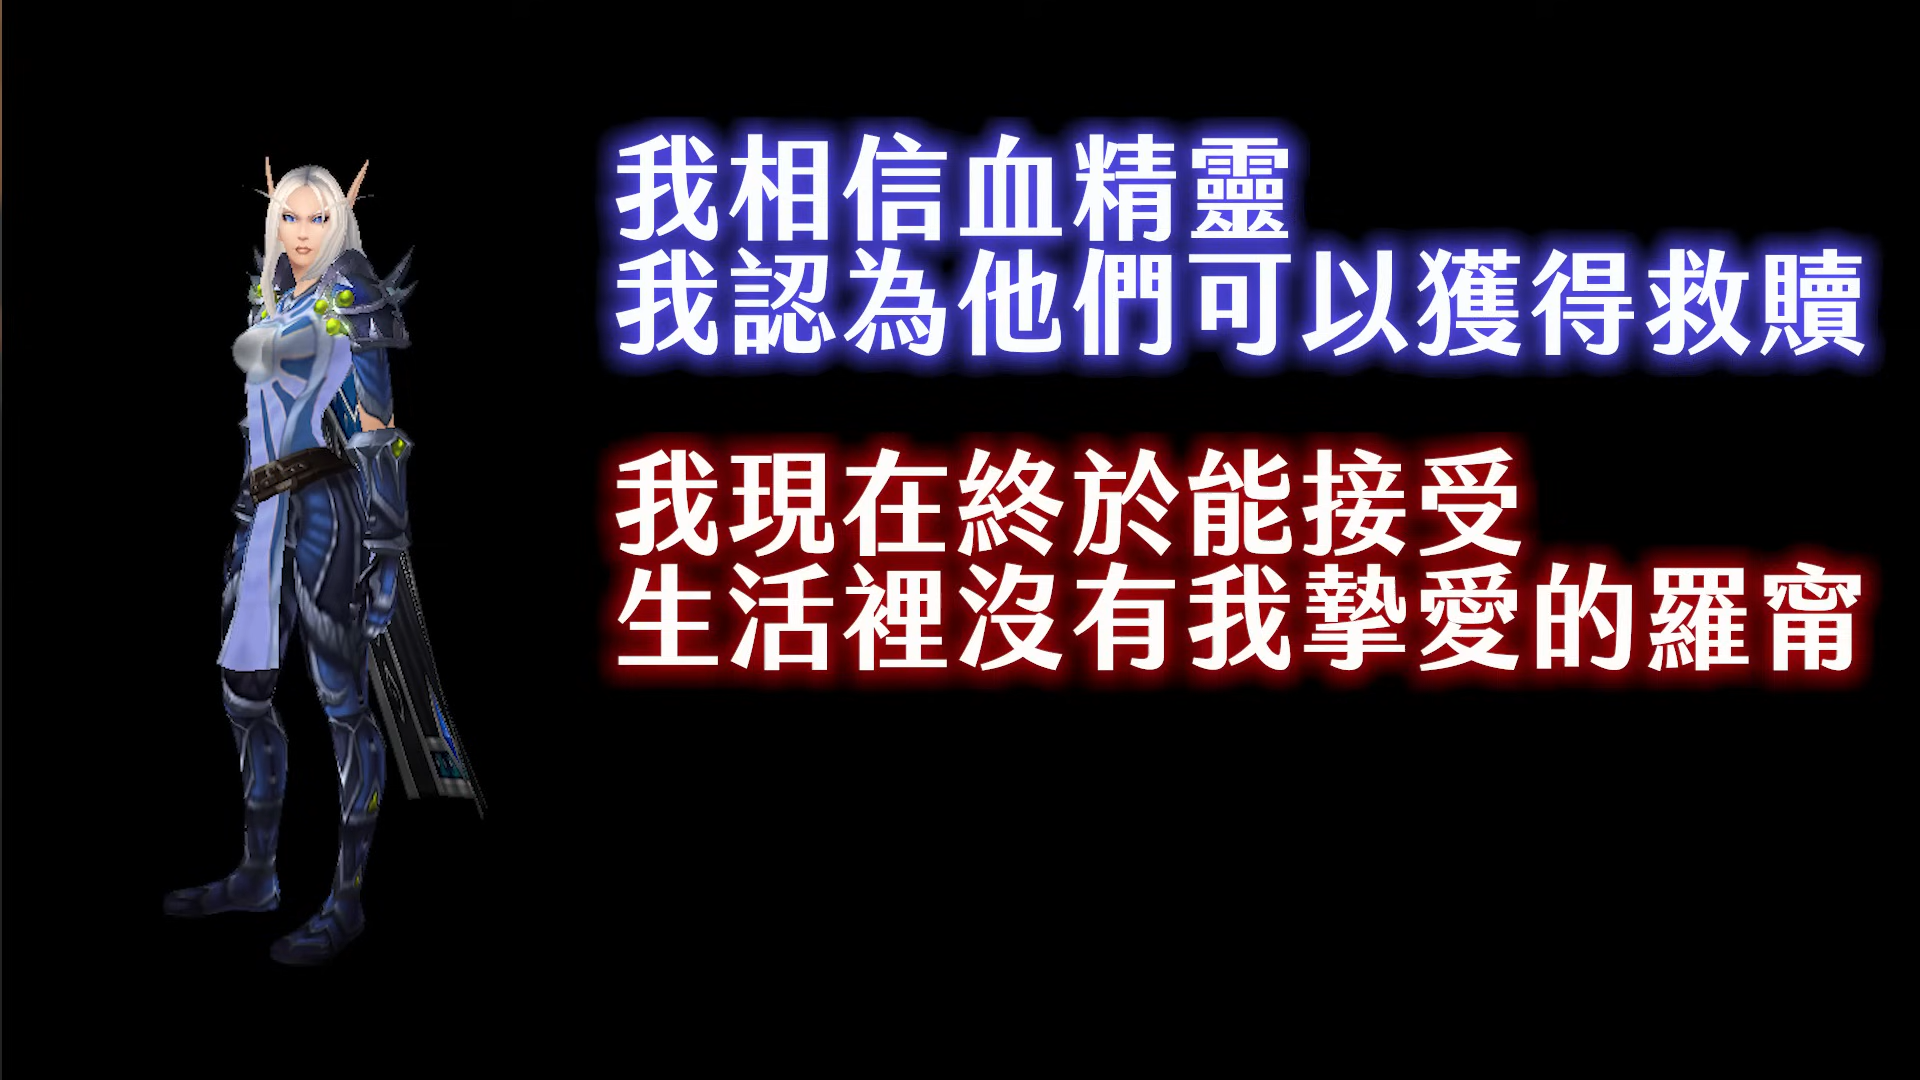 我相信血精靈
我認為他們可以獲得救贖
我現在終於能接受
生活裡沒有我摯愛的羅甯